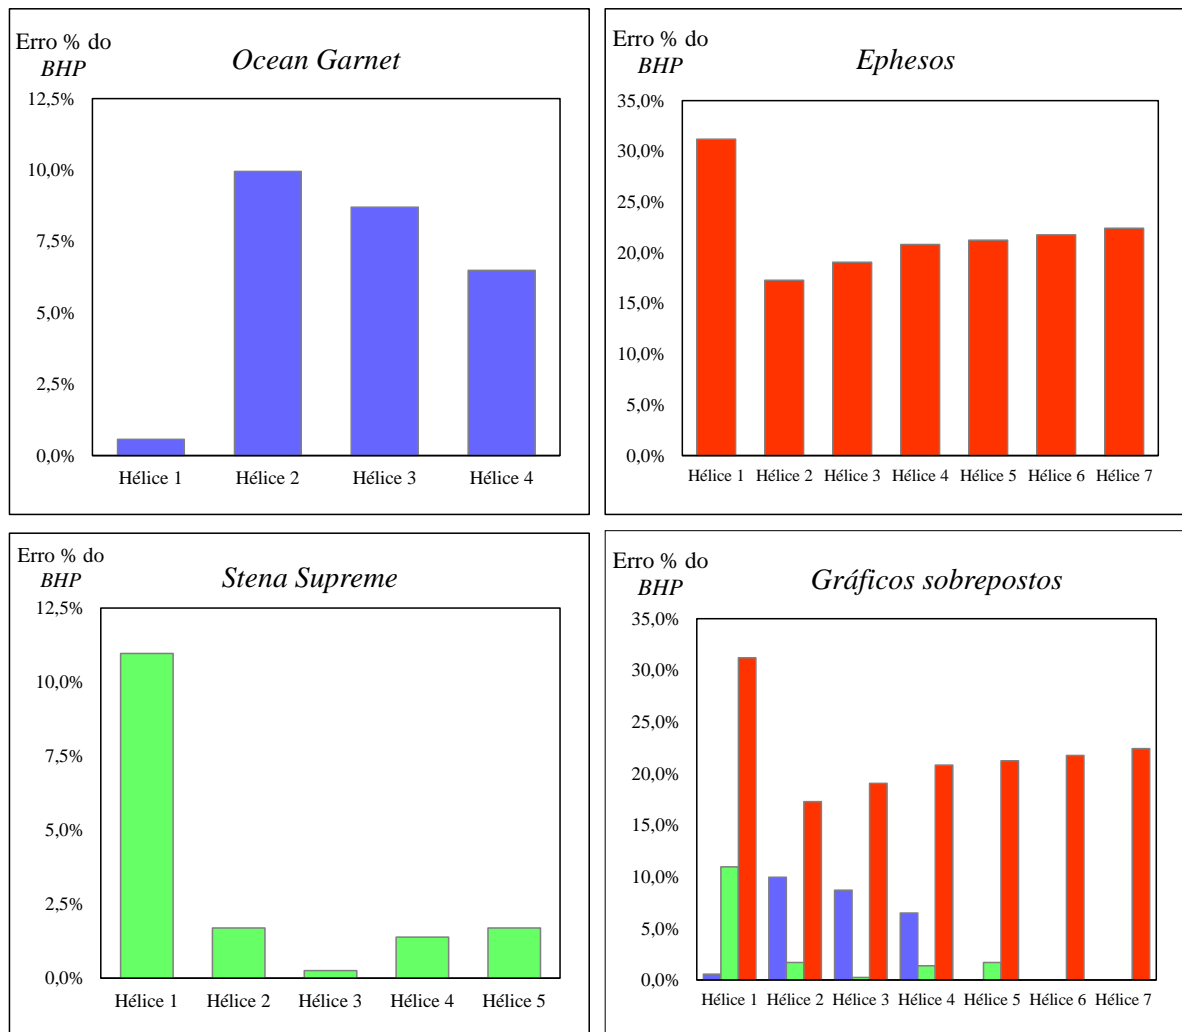 Erro % do
BHP
Ocean Garnet
12,5%
10,0%
7,5%
5,0%
2,5%
0,0%
Hélice 1 Hélice 2 Hélice 3 Hélice 4
Erro % do
BHP
Ephesos
35,0%
30,0%
25,0%
20,0%
15,0%
10,0%
5,0%
0,0%
Hélice 1 Hélice 2 Hélice 3 Hélice 4 Hélice 5 Hélice 6 Hélice 7
Erro % do
BHP
Stena Supreme
12,5%
10,0%
7,5%
5,0%
2,5%
0,0%
Hélice 1 Hélice 2 Hélice 3 Hélice 4 Hélice 5
Erro % do
BHP
Gráficos sobrepostos
35,0%
30,0%
25,0%
20,0%
15,0%
10,0%
5,0%
0,0%
Hélice 1 Hélice 2 Hélice 3 Hélice 4 Hélice 5 Hélice 6 Hélice 7